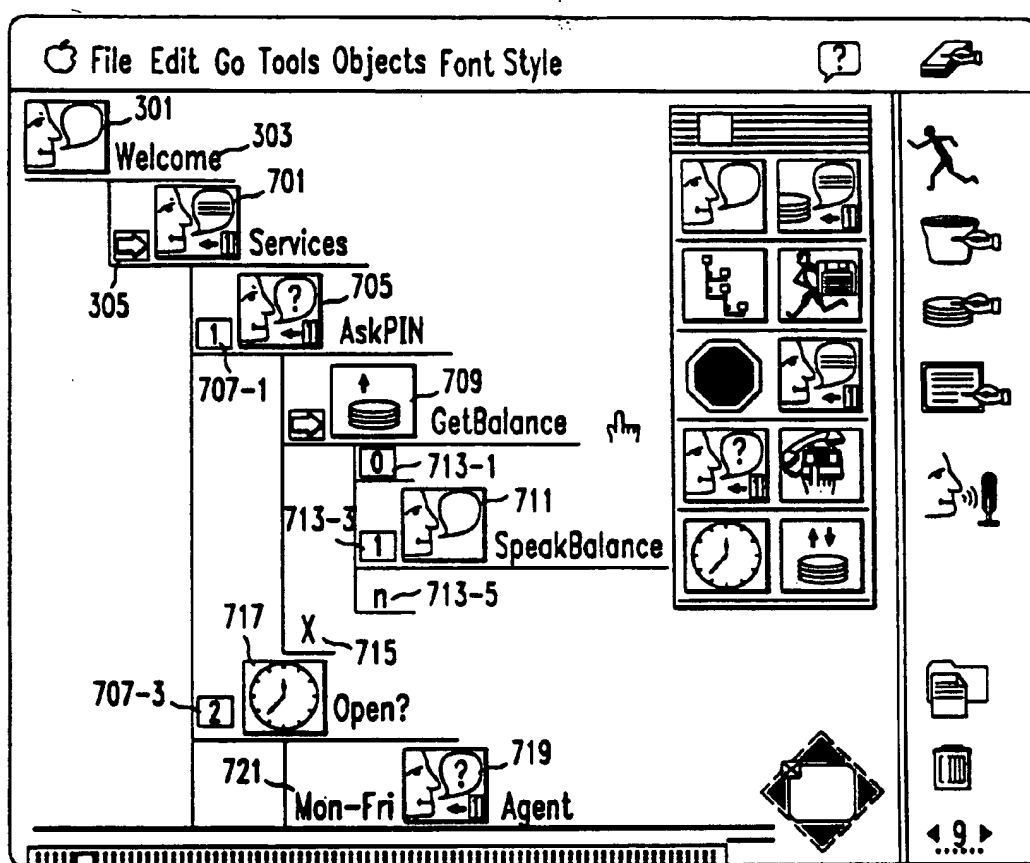 File Edit Go Tools Objects Font Style ?
301
Welcome 303
701
Services
305
? 705
1 AskPIN
707-1
709
GetBalance
0 713-1
711
713-3
1 SpeakBalance
n 713-5
717
X 715
707-3
2 Open?
? 719
721
Mon-Fri Agent
?
9